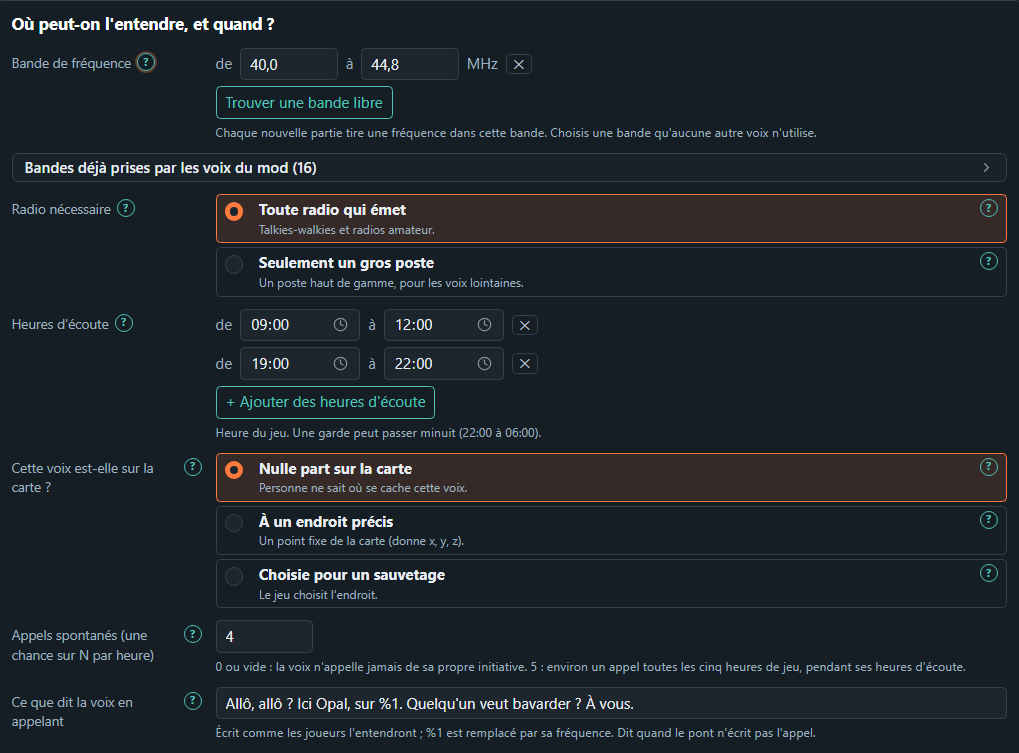 Où peut-on l'entendre, et quand ?
Bande de fréquence ?
de 40,0 à 44,8 MHz ×
Trouver une bande libre
Chaque nouvelle partie tire une fréquence dans cette bande. Choisis une bande qu'aucune autre voix n'utilise.
Bandes déjà prises par les voix du mod (16)
Radio nécessaire ?
Toute radio qui émet ?
Talkies-walkies et radios amateur.
Seulement un gros poste ?
Un poste haut de gamme, pour les voix lointaines.
Heures d'écoute ?
de 09:00 à 12:00 ×
de 19:00 à 22:00 ×
+ Ajouter des heures d'écoute
Heure du jeu. Une garde peut passer minuit (22:00 à 06:00).
Cette voix est-elle sur la
carte ?
?
Nulle part sur la carte ?
Personne ne sait où se cache cette voix.
À un endroit précis ?
Un point fixe de la carte (donne x, y, z).
Choisie pour un sauvetage ?
Le jeu choisit l'endroit.
Appels spontanés (une
chance sur N par heure)
?
4
0 ou vide : la voix n'appelle jamais de sa propre initiative. 5 : environ un appel toutes les cinq heures de jeu, pendant ses heures d'écoute.
Ce que dit la voix en
appelant
?
Allô, allô ? Ici Opal, sur %1. Quelqu'un veut bavarder ? À vous.
Écrit comme les joueurs l'entendront ; %1 est remplacé par sa fréquence. Dit quand le pont n'écrit pas l'appel.